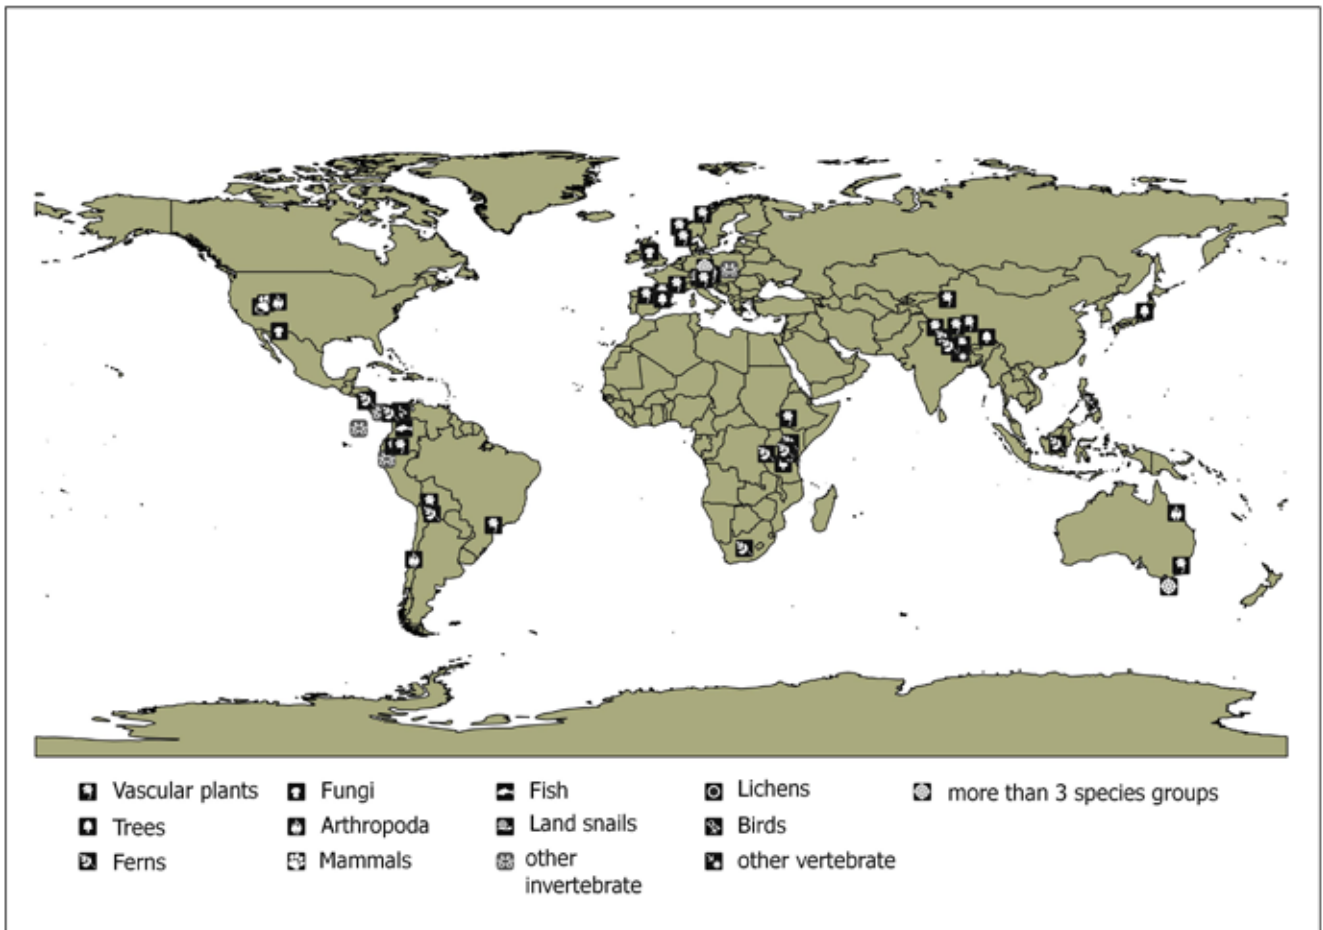 Vascular plants
Fungi
Fish
Lichens
more than 3 species groups
Trees
Arthropoda
Land snails
Birds
Ferns
Mammals
other
invertebrate
other vertebrate